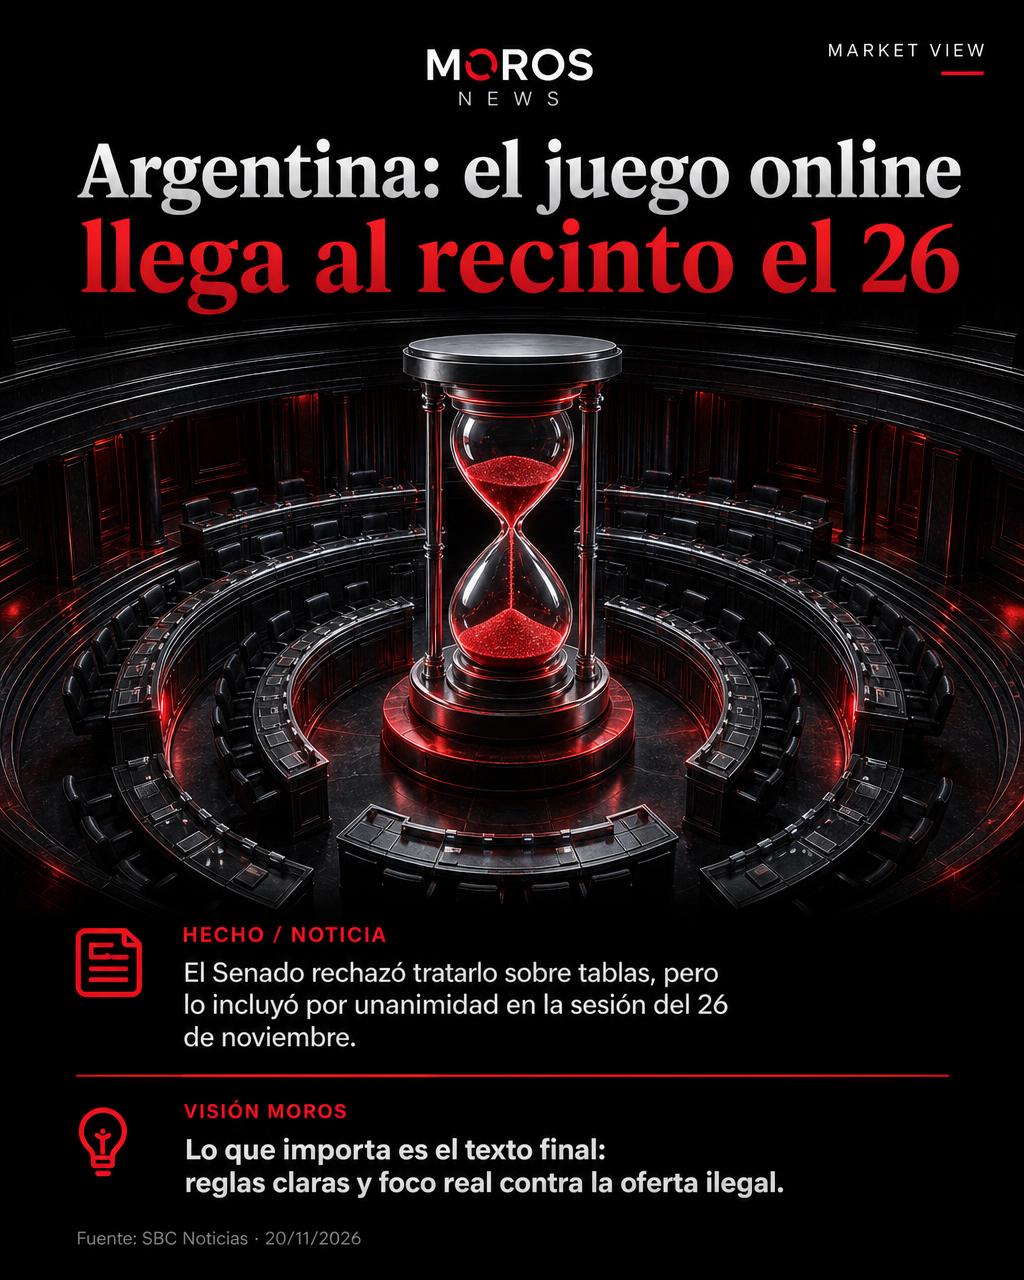 MOROS
NEWS
MARKET VIEW
Argentina: el juego online
llega al recinto el 26
HECHO / NOTICIA
El Senado rechazó tratarlo sobre tablas, pero
lo incluyó por unanimidad en la sesión del 26
de noviembre.
VISIÓN MOROS
Lo que importa es el texto final:
reglas claras y foco real contra la oferta ilegal.
Fuente: SBC Noticias · 20/11/2026